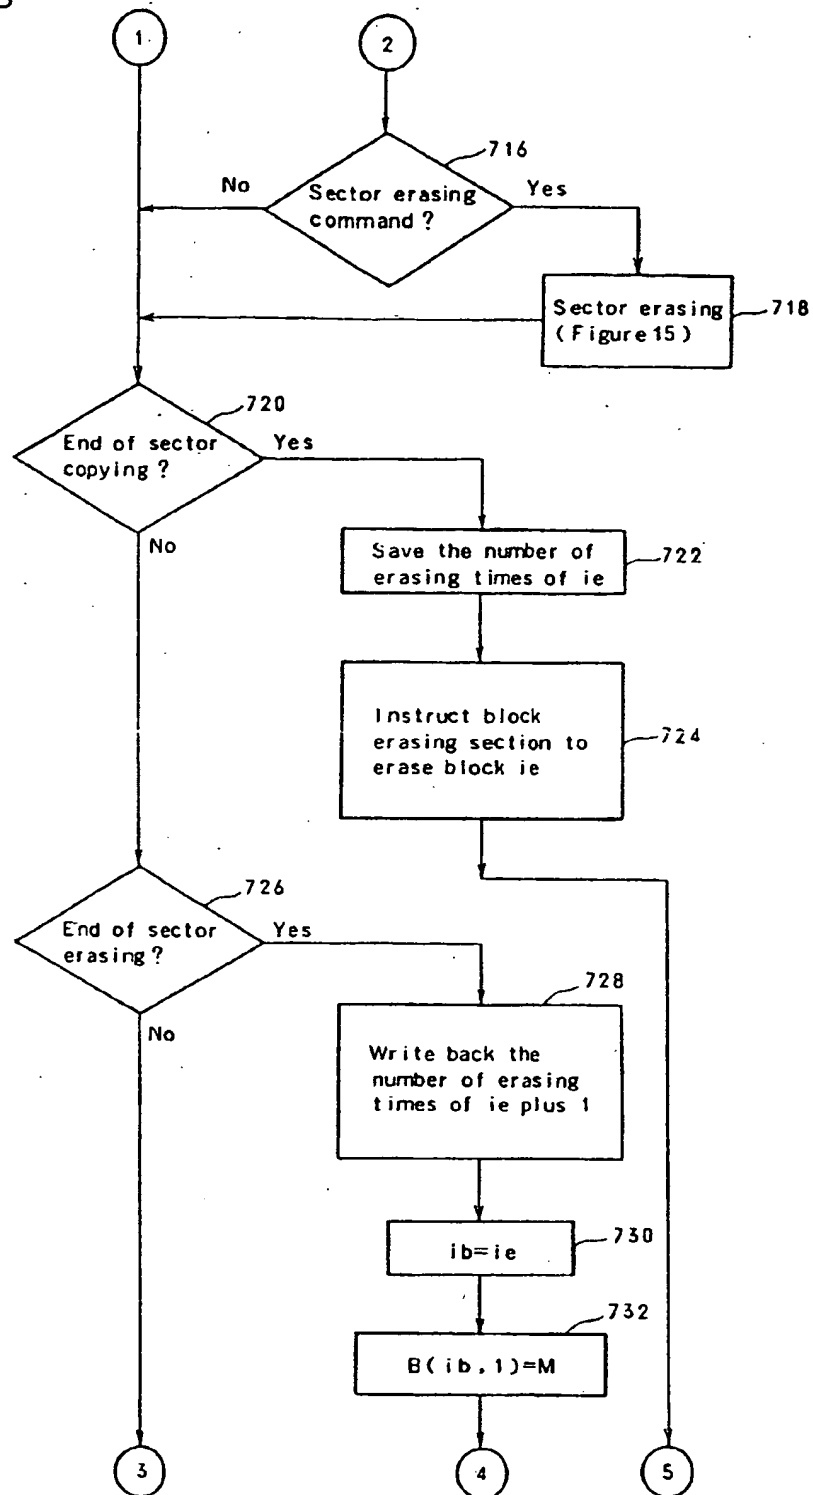 1
2
716
No
Sector erasing
command?
Yes
Sector erasing
(Figure 15)
718
720
End of sector
copying?
Yes
No
Save the number of
erasing times of ie
722
Instruct block
erasing section to
erase block ie
724
726
End of sector
erasing?
Yes
No
728
Write back the
number of erasing
times of ie plus 1
ib=ie
730
732
B(ib,1)=M
3
4
5